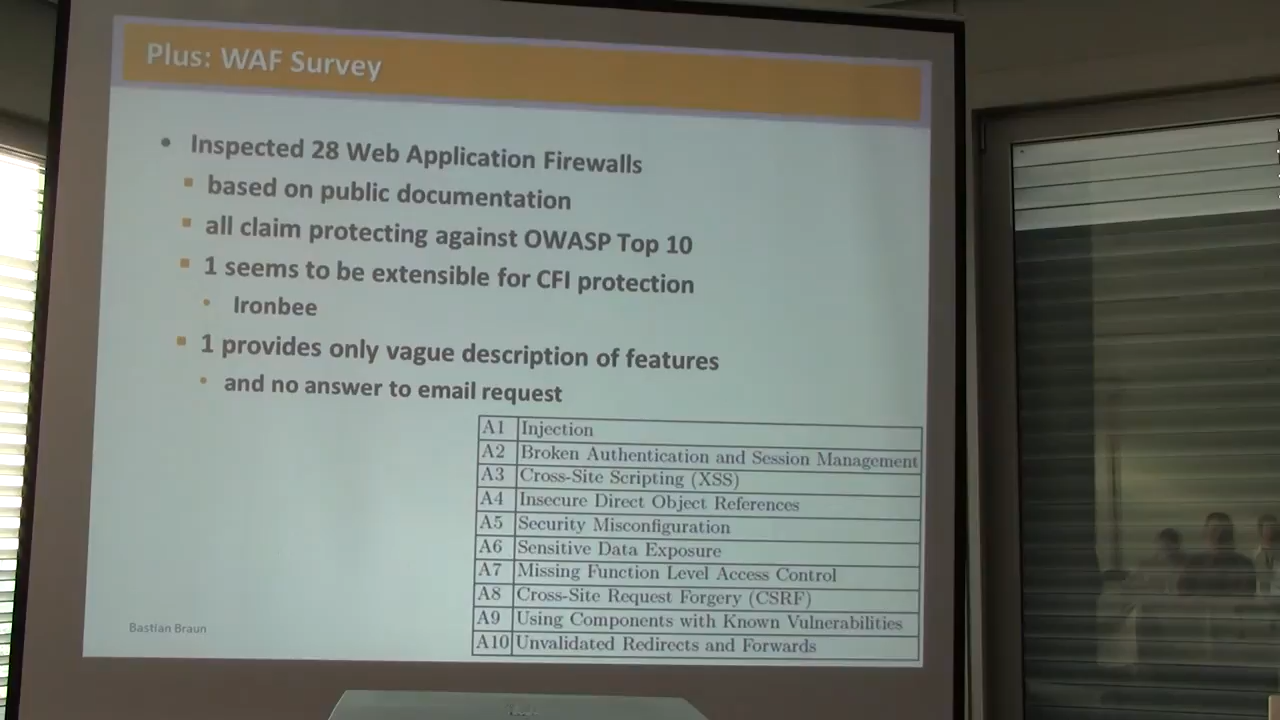 Plus: WAF Survey
• Inspected 28 Web Application Firewalls
▪ based on public documentation
▪ all claim protecting against OWASP Top 10
▪ 1 seems to be extensible for CFI protection
• Ironbee
▪ 1 provides only vague description of features
• and no answer to email request
A1 Injection
A2 Broken Authentication and Session Management
A3 Cross-Site Scripting (XSS)
A4 Insecure Direct Object References
A5 Security Misconfiguration
A6 Sensitive Data Exposure
A7 Missing Function Level Access Control
A8 Cross-Site Request Forgery (CSRF)
A9 Using Components with Known Vulnerabilities
A10 Unvalidated Redirects and Forwards
Bastian Braun